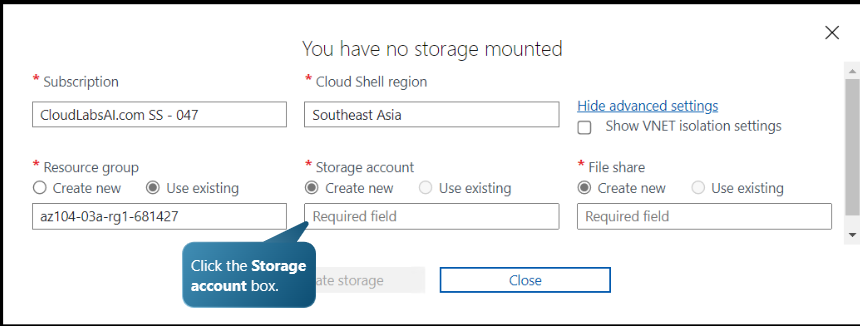 You have no storage mounted
* Subscription
* Cloud Shell region
CloudLabsAI.com SS - 047
Southeast Asia
Hide advanced settings
Show VNET isolation settings
* Resource group
* Storage account
* File share
Create new Use existing
Create new Use existing
Create new Use existing
az104-03a-rg1-681427
Required field
Required field
Click the Storage
account box.
ate storage
Close